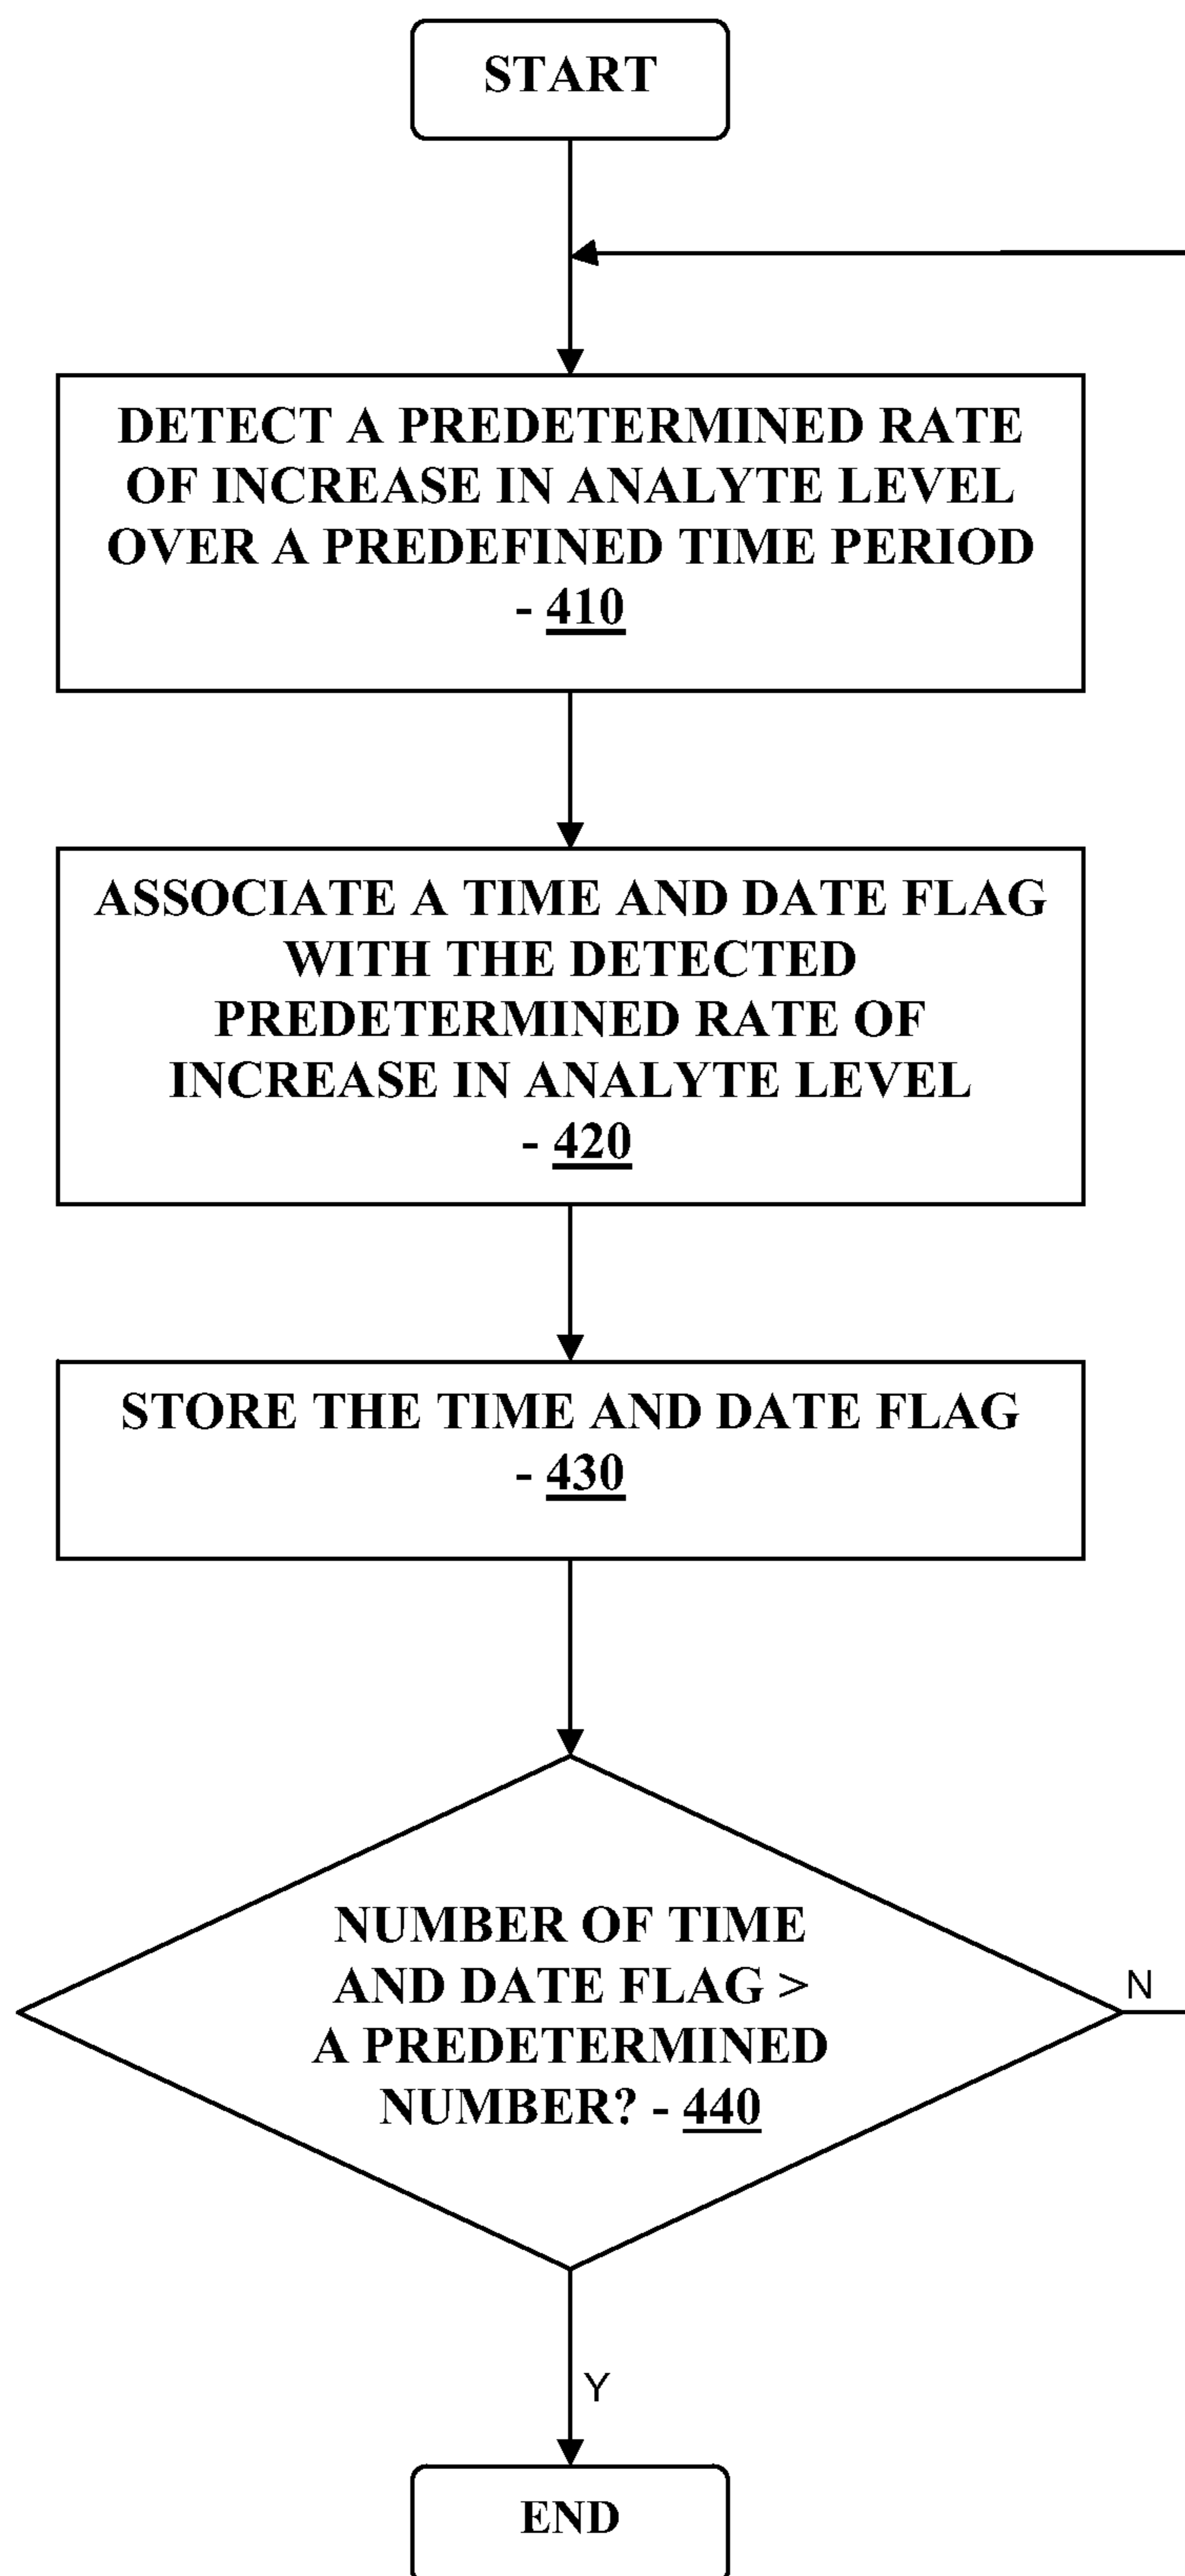 START
DETECT A PREDETERMINED RATE
OF INCREASE IN ANALYTE LEVEL
OVER A PREDEFINED TIME PERIOD
- 410
ASSOCIATE A TIME AND DATE FLAG
WITH THE DETECTED
PREDETERMINED RATE OF
INCREASE IN ANALYTE LEVEL
- 420
STORE THE TIME AND DATE FLAG
- 430
NUMBER OF TIME
AND DATE FLAG >
A PREDETERMINED
NUMBER? - 440
N
Y
END